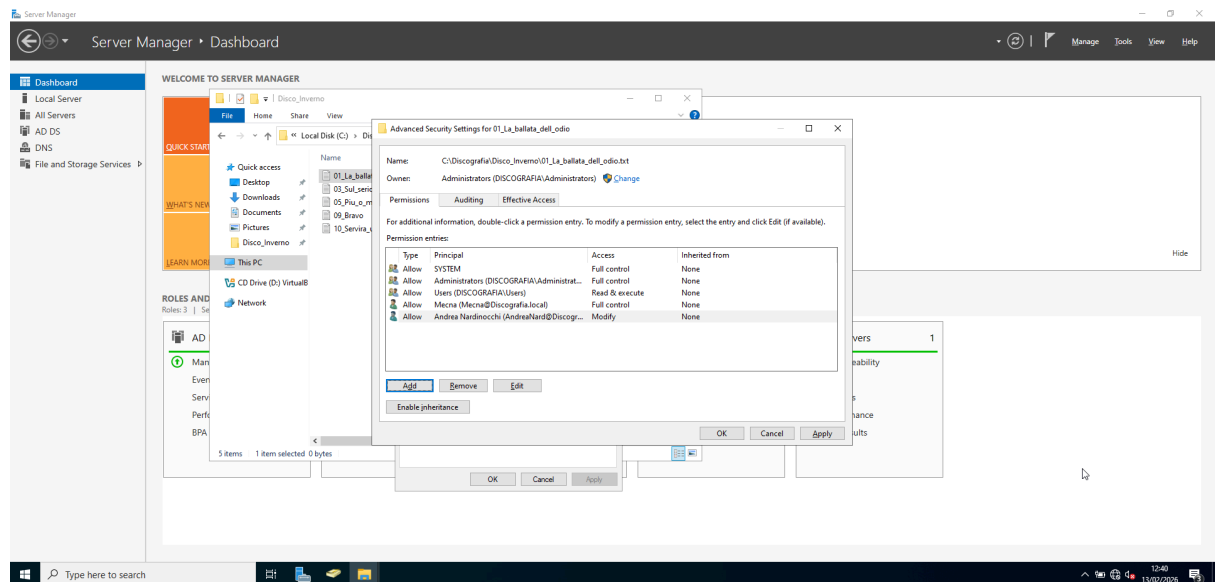 Server Manager
Server Manager • Dashboard
Manage Tools View Help
Dashboard
Local Server
All Servers
AD DS
DNS
File and Storage Services
WELCOME TO SERVER MANAGER
QUICK START
WHAT'S NEW
LEARN MORE
Hide
ROLES AND
Roles: 3 | Se
AD
Man
Even
Serv
Perfo
BPA
vers 1
eability
s
nance
ults
Disco_Inverno
File Home Share View
« Local Disk (C:) › Dis
Quick access
Desktop
Downloads
Documents
Pictures
Disco_Inverno
This PC
CD Drive (D:) VirtualB
Network
Name
01_La_balla
03_Sul_serio
05_Piu_o_m
09_Bravo
10_Servira_u
5 items 1 item selected 0 bytes
Advanced Security Settings for 01_La_ballata_dell_odio
Name: C:\Discografia\Disco_Inverno\01_La_ballata_dell_odio.txt
Owner: Administrators (DISCOGRAFIA\Administrators) Change
Permissions Auditing Effective Access
For additional information, double-click a permission entry. To modify a permission entry, select the entry and click Edit (if available).
Permission entries:
Type Principal Access Inherited from
Allow SYSTEM Full control None
Allow Administrators (DISCOGRAFIA\Administrat... Full control None
Allow Users (DISCOGRAFIA\Users) Read & execute None
Allow Mecna (Mecna@Discografia.local) Full control None
Allow Andrea Nardinocchi (AndreaNard@Discogr... Modify None
Add Remove Edit
Enable inheritance
OK Cancel Apply
OK Cancel Apply
Type here to search
12:40
13/02/2026